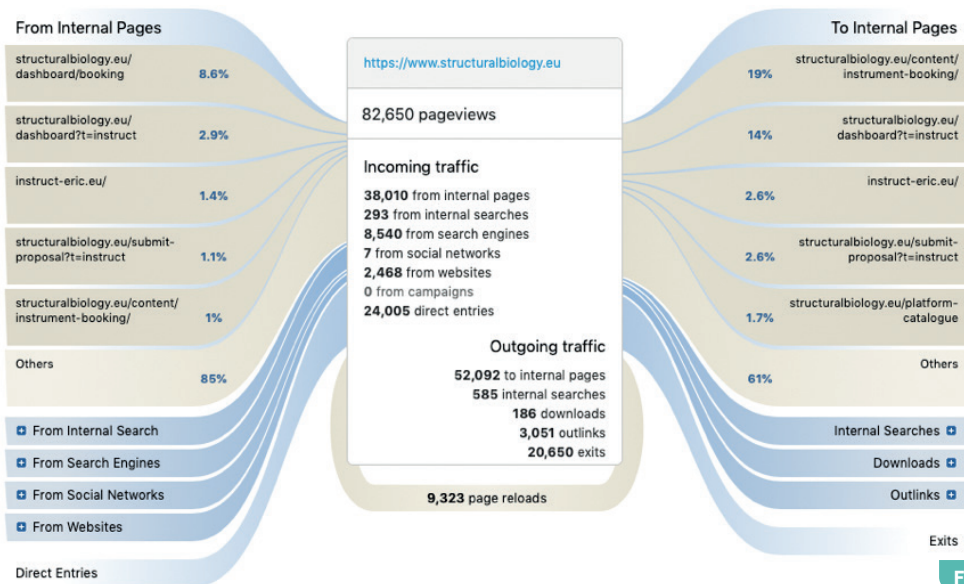 From Internal Pages
structuralbiology.eu/
dashboard/booking
8.6%
structuralbiology.eu/
dashboard?t=instruct
2.9%
instruct-eric.eu/
1.4%
structuralbiology.eu/submit-
proposal?t=instruct
1.1%
structuralbiology.eu/content/
instrument-booking/
1%
Others
85%
From Internal Search
From Search Engines
From Social Networks
From Websites
Direct Entries
https://www.structuralbiology.eu
82,650 pageviews
Incoming traffic
38,010 from internal pages
293 from internal searches
8,540 from search engines
7 from social networks
2,468 from websites
0 from campaigns
24,005 direct entries
Outgoing traffic
52,092 to internal pages
585 internal searches
186 downloads
3,051 outlinks
20,650 exits
9,323 page reloads
To Internal Pages
19%
structuralbiology.eu/content/
instrument-booking/
14%
structuralbiology.eu/
dashboard?t=instruct
2.6%
instruct-eric.eu/
2.6%
structuralbiology.eu/submit-
proposal?t=instruct
1.7%
structuralbiology.eu/platform-
catalogue
Others
61%
Internal Searches
Downloads
Outlinks
Exits